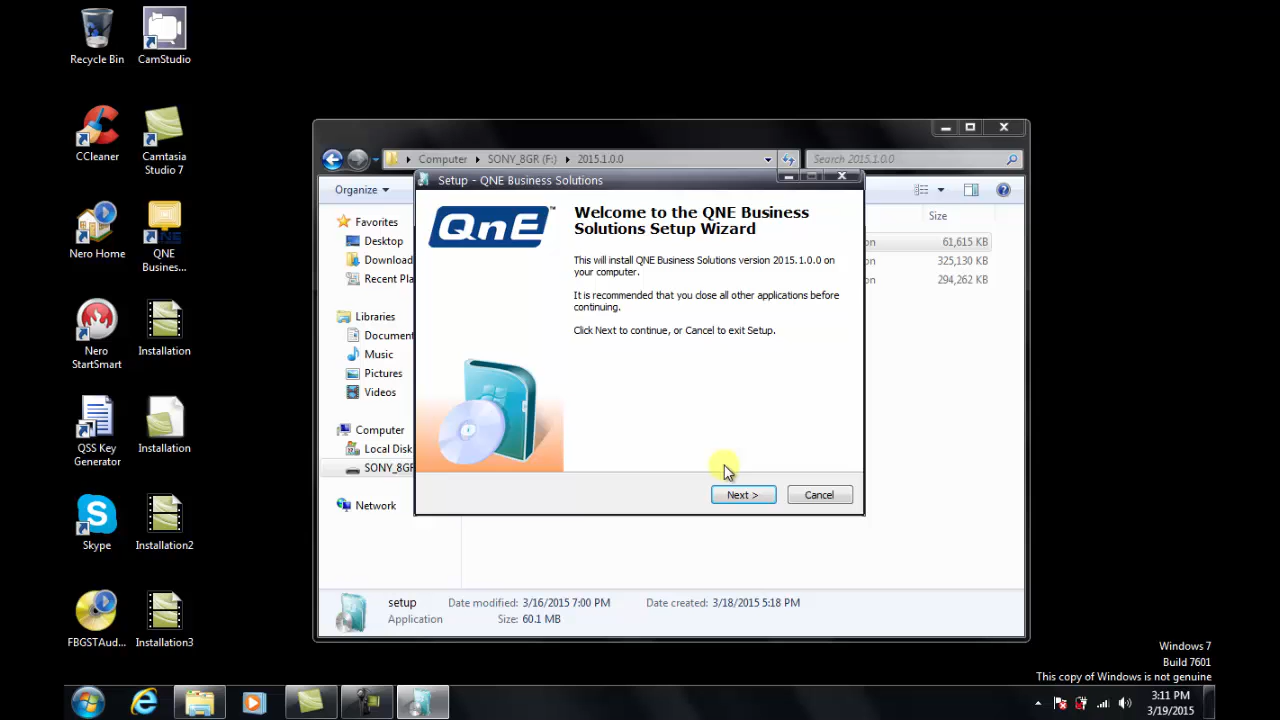 Recycle Bin
CamStudio
CCleaner
Camtasia
Studio 7
Nero Home
QNE
Busines...
Nero
StartSmart
Installation
QSS Key
Generator
Installation
Skype
Installation2
FBGSTAud...
Installation3
Computer
SONY_8GR (F:)
2015.1.0.0
Search 2015.1.0.0
Organize
Size
Favorites
Desktop
Download
Recent Pla
Libraries
Document
Music
Pictures
Videos
Computer
Local Disk
SONY_8GR
Network
on 61,615 KB
325,130 KB
on 294,262 KB
Setup - QNE Business Solutions
QnE™
Welcome to the QNE Business
Solutions Setup Wizard
This will install QNE Business Solutions version 2015.1.0.0 on
your computer.
It is recommended that you close all other applications before
continuing.
Click Next to continue, or Cancel to exit Setup.
Next >
Cancel
setup
Date modified: 3/16/2015 7:00 PM
Date created: 3/18/2015 5:18 PM
Application
Size: 60.1 MB
Windows 7
Build 7601
This copy of Windows is not genuine
3:11 PM
3/19/2015